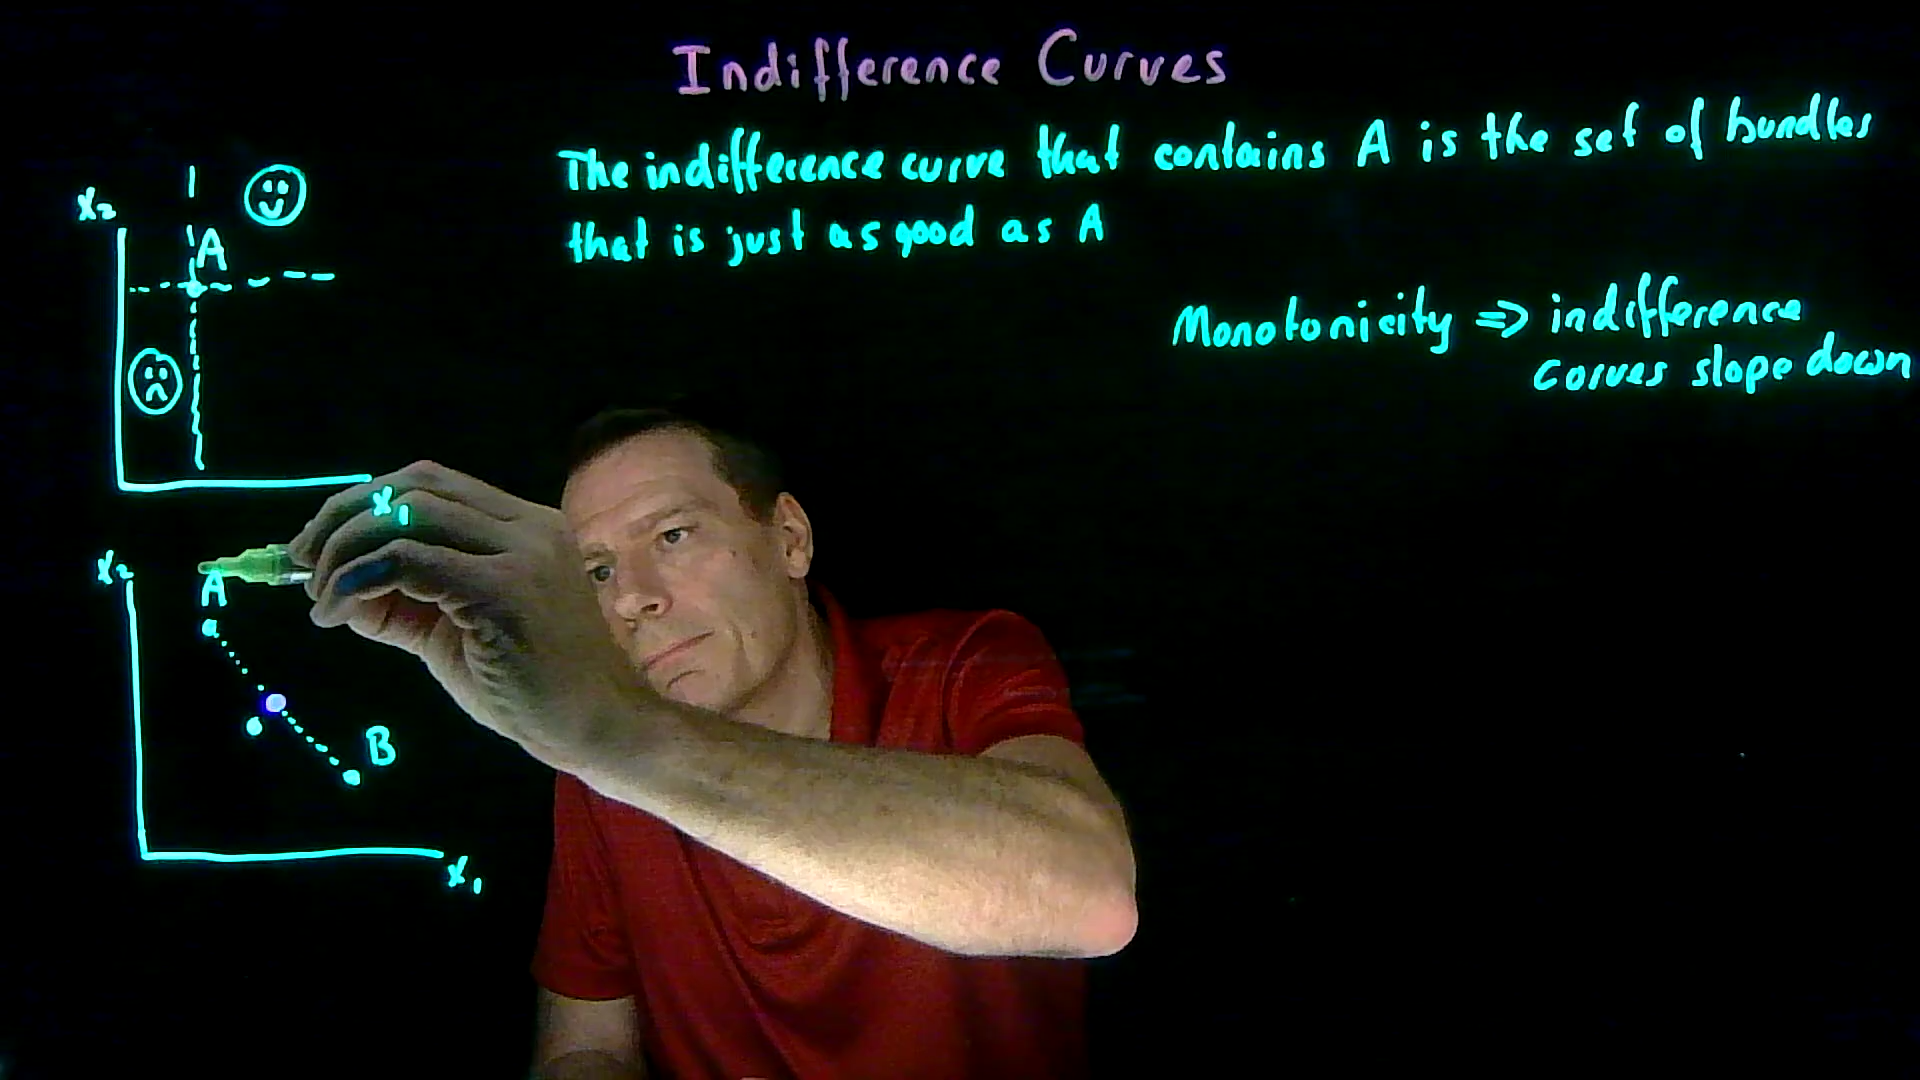 Indifference Curves
The indifference curve that contains A is the set of bundles
that is just as good as A
Monotonicity ⇒ indifference
curves slope down
x₂
A
x₁
x₂
A
B
x₁